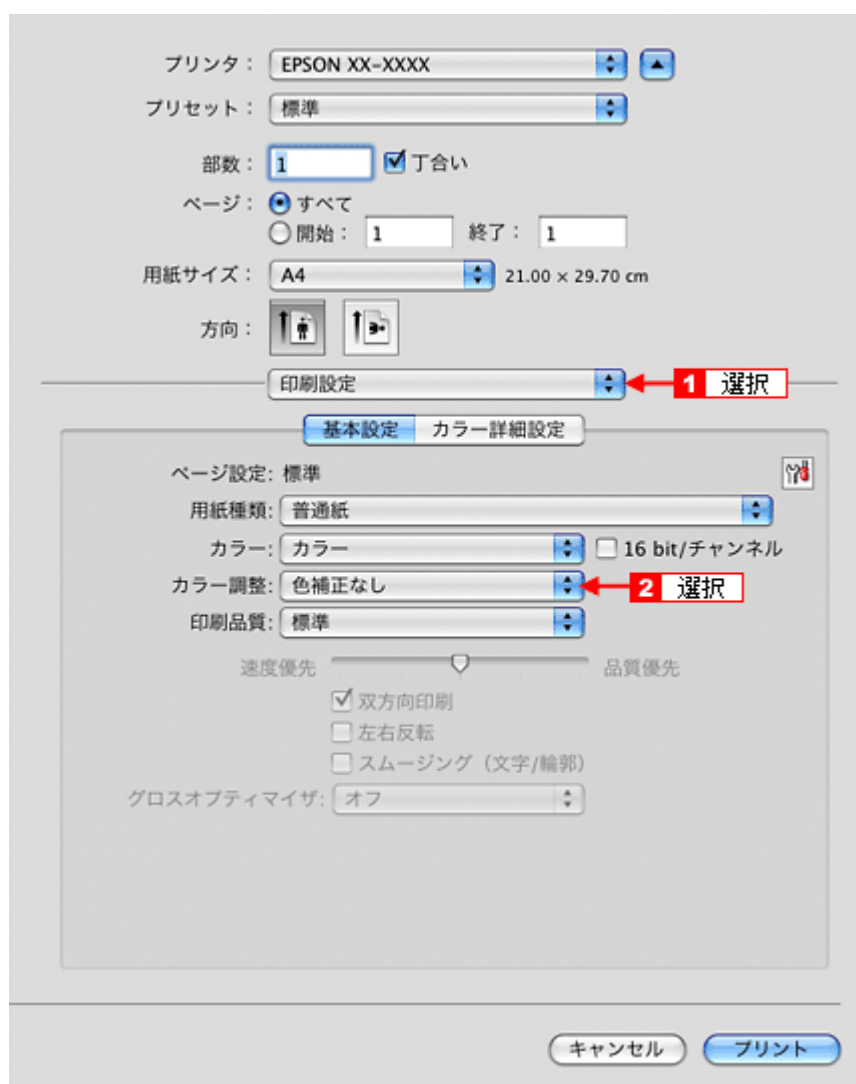 プリンタ： EPSON XX-XXXX
プリセット： 標準
部数： 1 丁合い
ページ： すべて
開始： 1 終了： 1
用紙サイズ： A4 21.00 × 29.70 cm
方向：
印刷設定 1 選択
基本設定 カラー詳細設定
ページ設定: 標準
用紙種類: 普通紙
カラー: カラー 16 bit/チャンネル
カラー調整: 色補正なし 2 選択
印刷品質: 標準
速度優先 品質優先
双方向印刷
左右反転
スムージング（文字/輪郭）
グロスオプティマイザ: オフ
キャンセル プリント